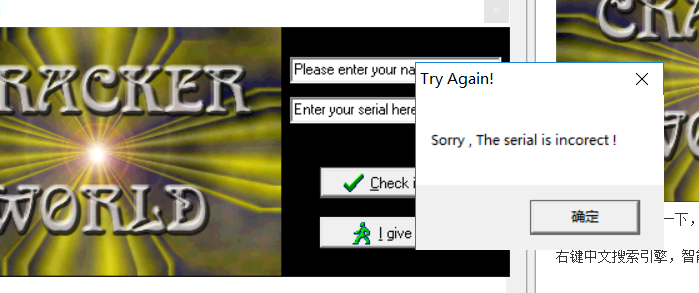 RACKER
WORLD
Please enter your na
Enter your serial here
Check i
I give
Try Again!
Sorry , The serial is incorect !
确定
CRA
一下，
右键中文搜索引擎，智能